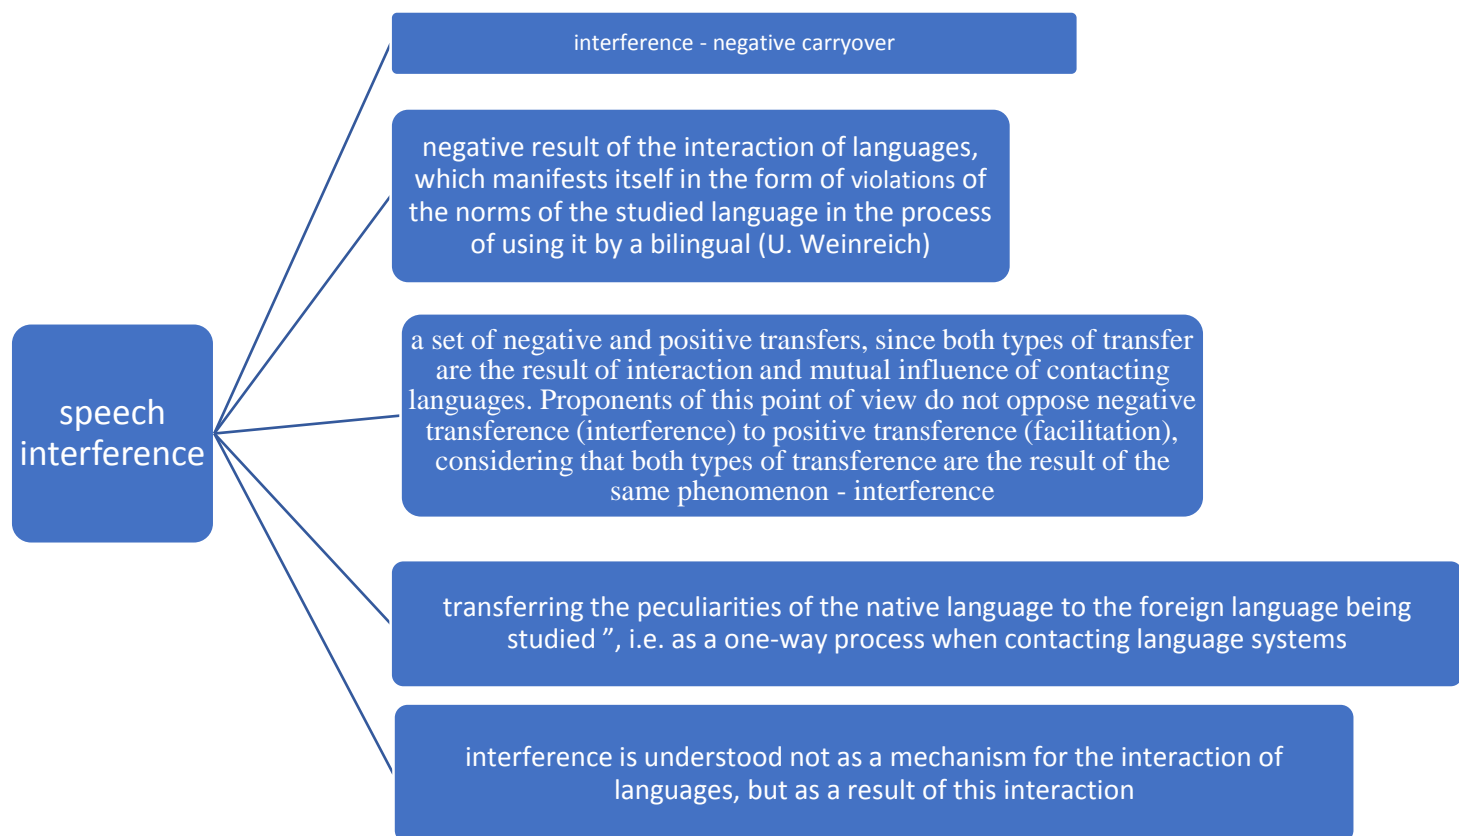 interference - negative carryover
negative result of the interaction of languages,
which manifests itself in the form of violations of
the norms of the studied language in the process
of using it by a bilingual (U. Weinreich)
speech
interference
a set of negative and positive transfers, since both types of transfer
are the result of interaction and mutual influence of contacting
languages. Proponents of this point of view do not oppose negative
transference (interference) to positive transference (facilitation),
considering that both types of transference are the result of the
same phenomenon - interference
transferring the peculiarities of the native language to the foreign language being
studied ”, i.e. as a one-way process when contacting language systems
interference is understood not as a mechanism for the interaction of
languages, but as a result of this interaction